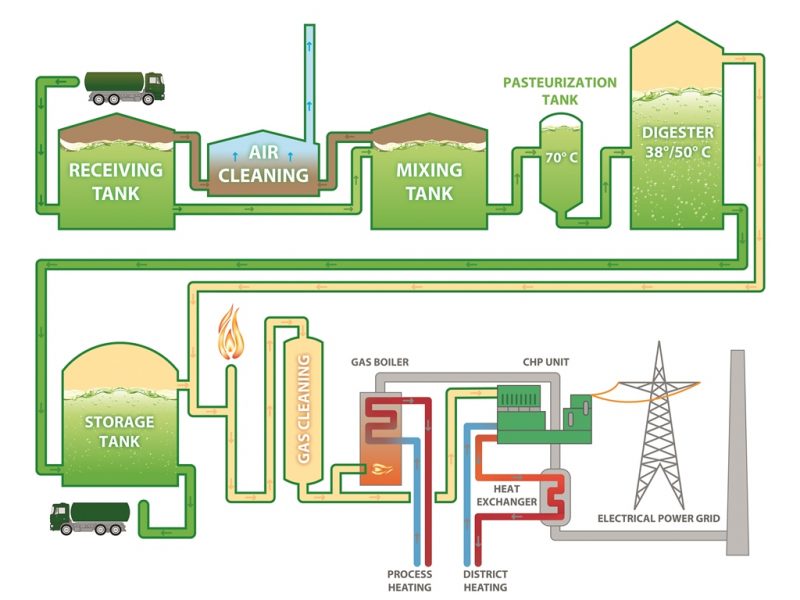 PASTEURIZATION
TANK
RECEIVING
TANK
AIR
CLEANING
MIXING
TANK
70° C
DIGESTER
38°/50° C
STORAGE
TANK
GAS CLEANING
GAS BOILER
CHP UNIT
HEAT
EXCHANGER
ELECTRICAL POWER GRID
PROCESS
HEATING
DISTRICT
HEATING